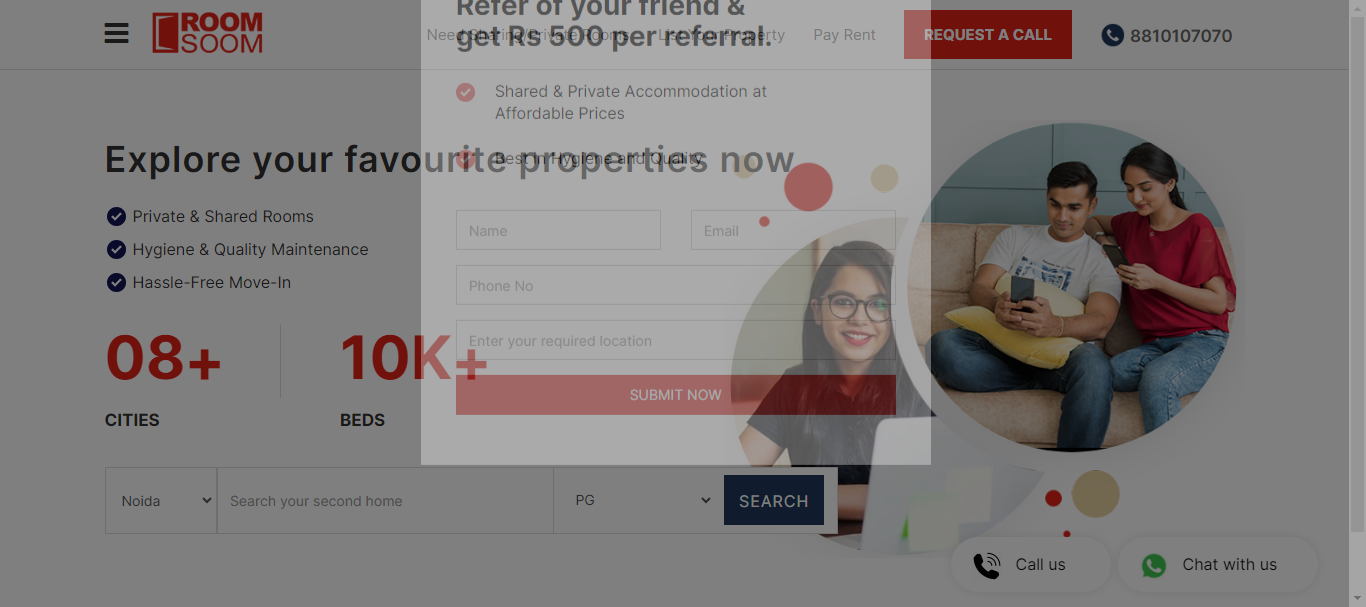 ROOM
SOOM
Need Sharing/Private Rooms
List Your Property
Pay Rent
REQUEST A CALL
8810107070
Refer of your friend &
get Rs 500 per referral.
Shared & Private Accommodation at
Affordable Prices
Best in Hygiene and Quality
Name
Email
Phone No
Enter your required location
SUBMIT NOW
Explore your favourite properties now
Private & Shared Rooms
Hygiene & Quality Maintenance
Hassle-Free Move-In
08+
10K+
CITIES
BEDS
Noida
Search your second home
PG
SEARCH
Call us
Chat with us